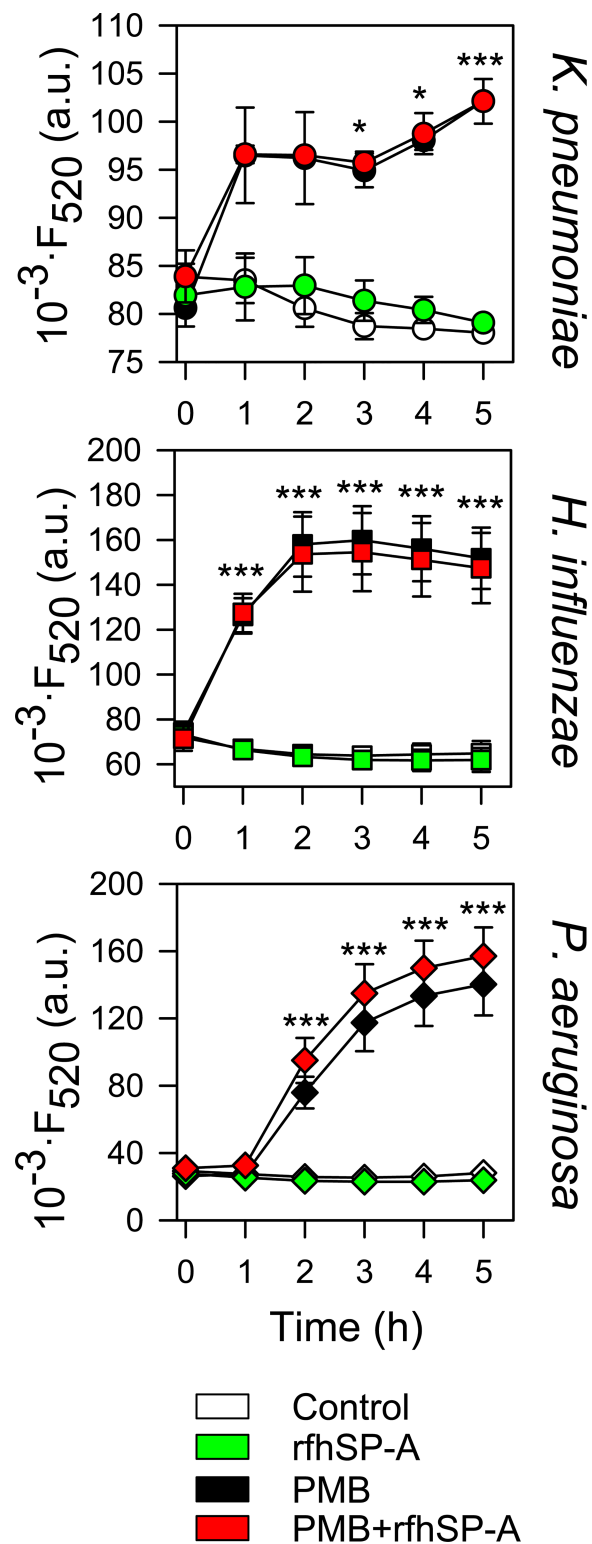 110
105
100
95
90
85
80
75
10⁻³·F₅₂₀ (a.u.)
*
*
***
K. pneumoniae
0 1 2 3 4 5
200
180
160
140
120
100
80
60
10⁻³·F₅₂₀ (a.u.)
***
***
***
***
***
H. influenzae
0 1 2 3 4 5
200
160
120
80
40
0
10⁻³·F₅₂₀ (a.u.)
***
***
***
***
P. aeruginosa
0 1 2 3 4 5
Time (h)
Control
rfhSP-A
PMB
PMB+rfhSP-A